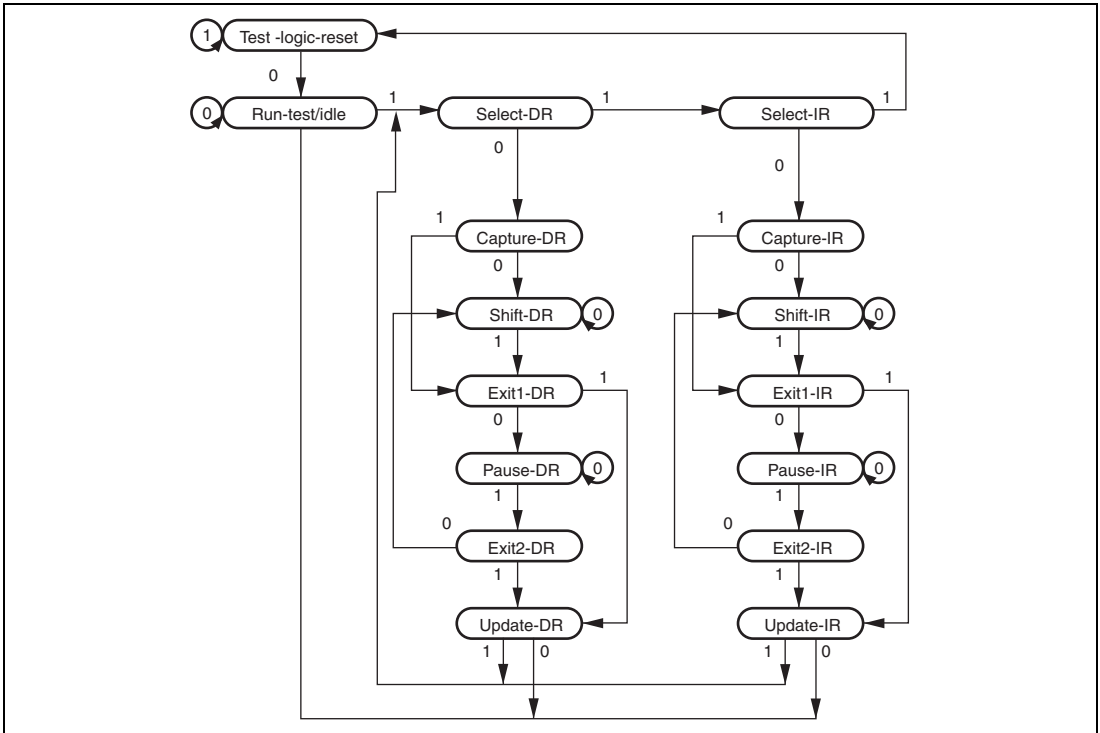 1 Test -logic-reset
0
0 Run-test/idle 1 Select-DR 1 Select-IR 1
0 0
1 1
Capture-DR Capture-IR
0 0
Shift-DR 0 Shift-IR 0
1 1
Exit1-DR 1 Exit1-IR 1
0 0
Pause-DR 0 Pause-IR 0
1 1
0 0
Exit2-DR Exit2-IR
1 1
Update-DR Update-IR
1 0 1 0